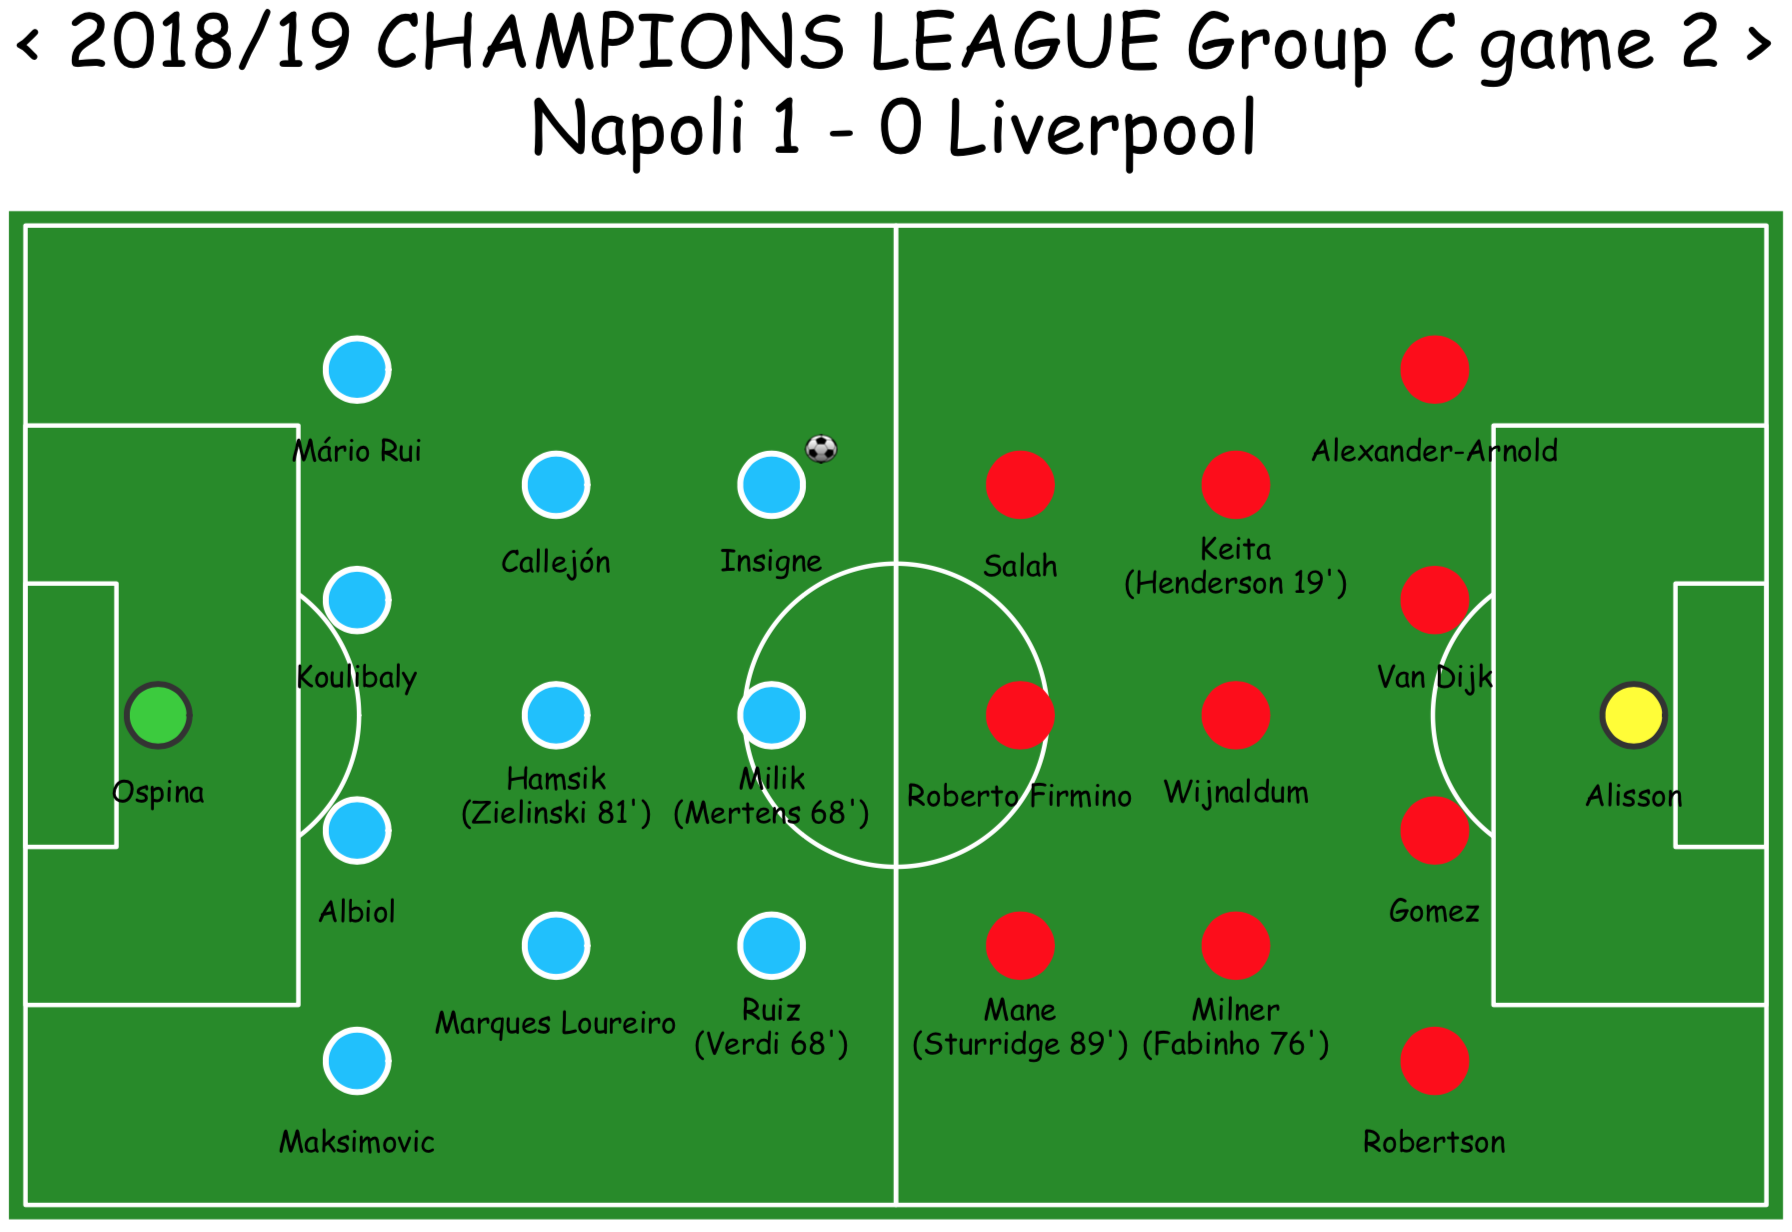 < 2018/19 CHAMPIONS LEAGUE Group C game 2 >
Napoli 1 - 0 Liverpool
Mário Rui
Alexander-Arnold
Callejón
Insigne
Salah
Keita
(Henderson 19')
Koulibaly
Van Dijk
Ospina
Hamsik
(Zielinski 81')
Milik
(Mertens 68')
Roberto Firmino
Wijnaldum
Alisson
Albiol
Gomez
Marques Loureiro
Ruiz
(Verdi 68')
Mane
(Sturridge 89')
Milner
(Fabinho 76')
Maksimovic
Robertson